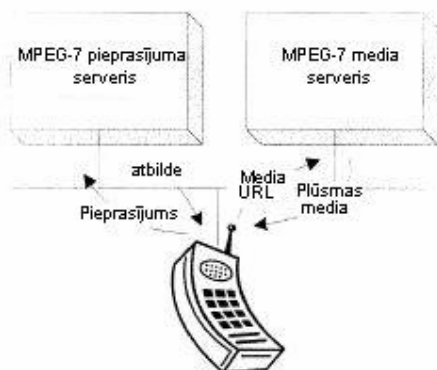 MPEG-7 pieprasījuma
serveris
MPEG-7 media
serveris
atbilde
Pieprasījums
Media
URL
Plūsmas
media